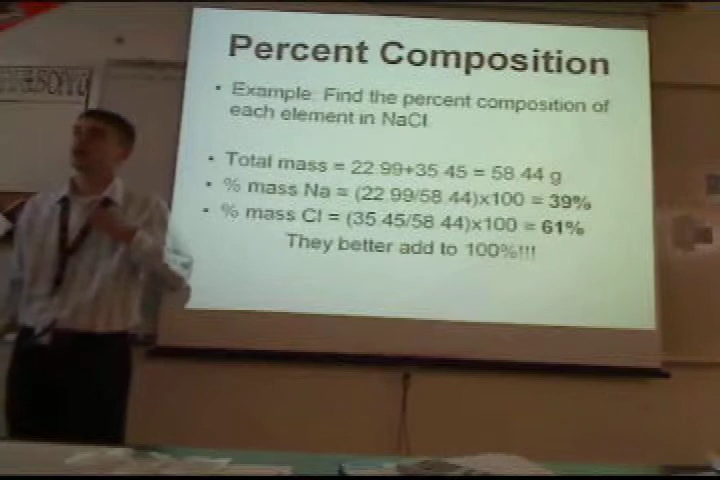 Percent Composition
• Example: Find the percent composition of
each element in NaCl.
• Total mass = 22.99+35.45 = 58.44 g
• % mass Na = (22.99/58.44)x100 = 39%
• % mass Cl = (35.45/58.44)x100 = 61%
They better add to 100%!!!